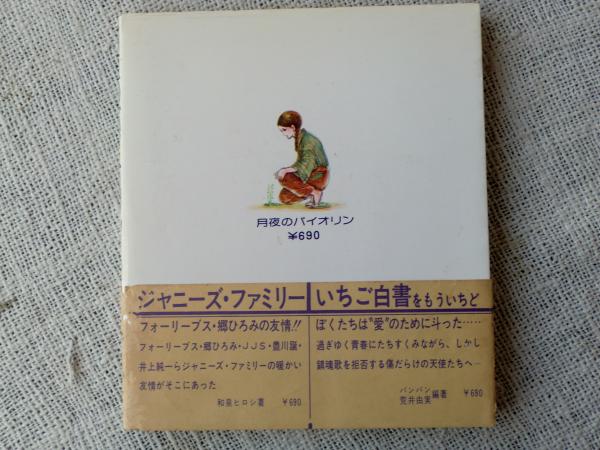 月夜のバイオリン
¥690
ジャニーズ・ファミリー
フォーリーブス・郷ひろみの友情!!
フォーリーブス・郷ひろみ・JJS・豊川誕・
井上純一らジャニーズ・ファミリーの暖かい
友情がそこにあった
和泉ヒロシ著 ¥690
いちご白書をもういちど
ぼくたちは“愛”のために斗った……
過ぎゆく青春にたちすくみながら、しかし
鎮魂歌を拒否する傷だらけの天使たちへ―
バンバン
荒井由実 編著 ¥690